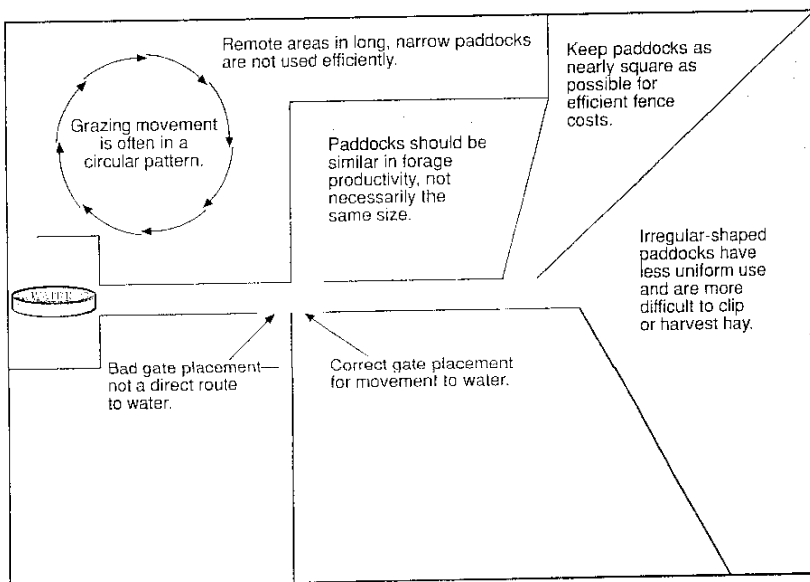 Remote areas in long, narrow paddocks
are not used efficiently.
Keep paddocks as
nearly square as
possible for
efficient fence
costs.
Grazing movement
is often in a
circular pattern.
Paddocks should be
similar in forage
productivity, not
necessarily the
same size.
Irregular-shaped
paddocks have
less uniform use
and are more
difficult to clip
or harvest hay.
WATER
Bad gate placement—
not a direct route
to water.
Correct gate placement
for movement to water.